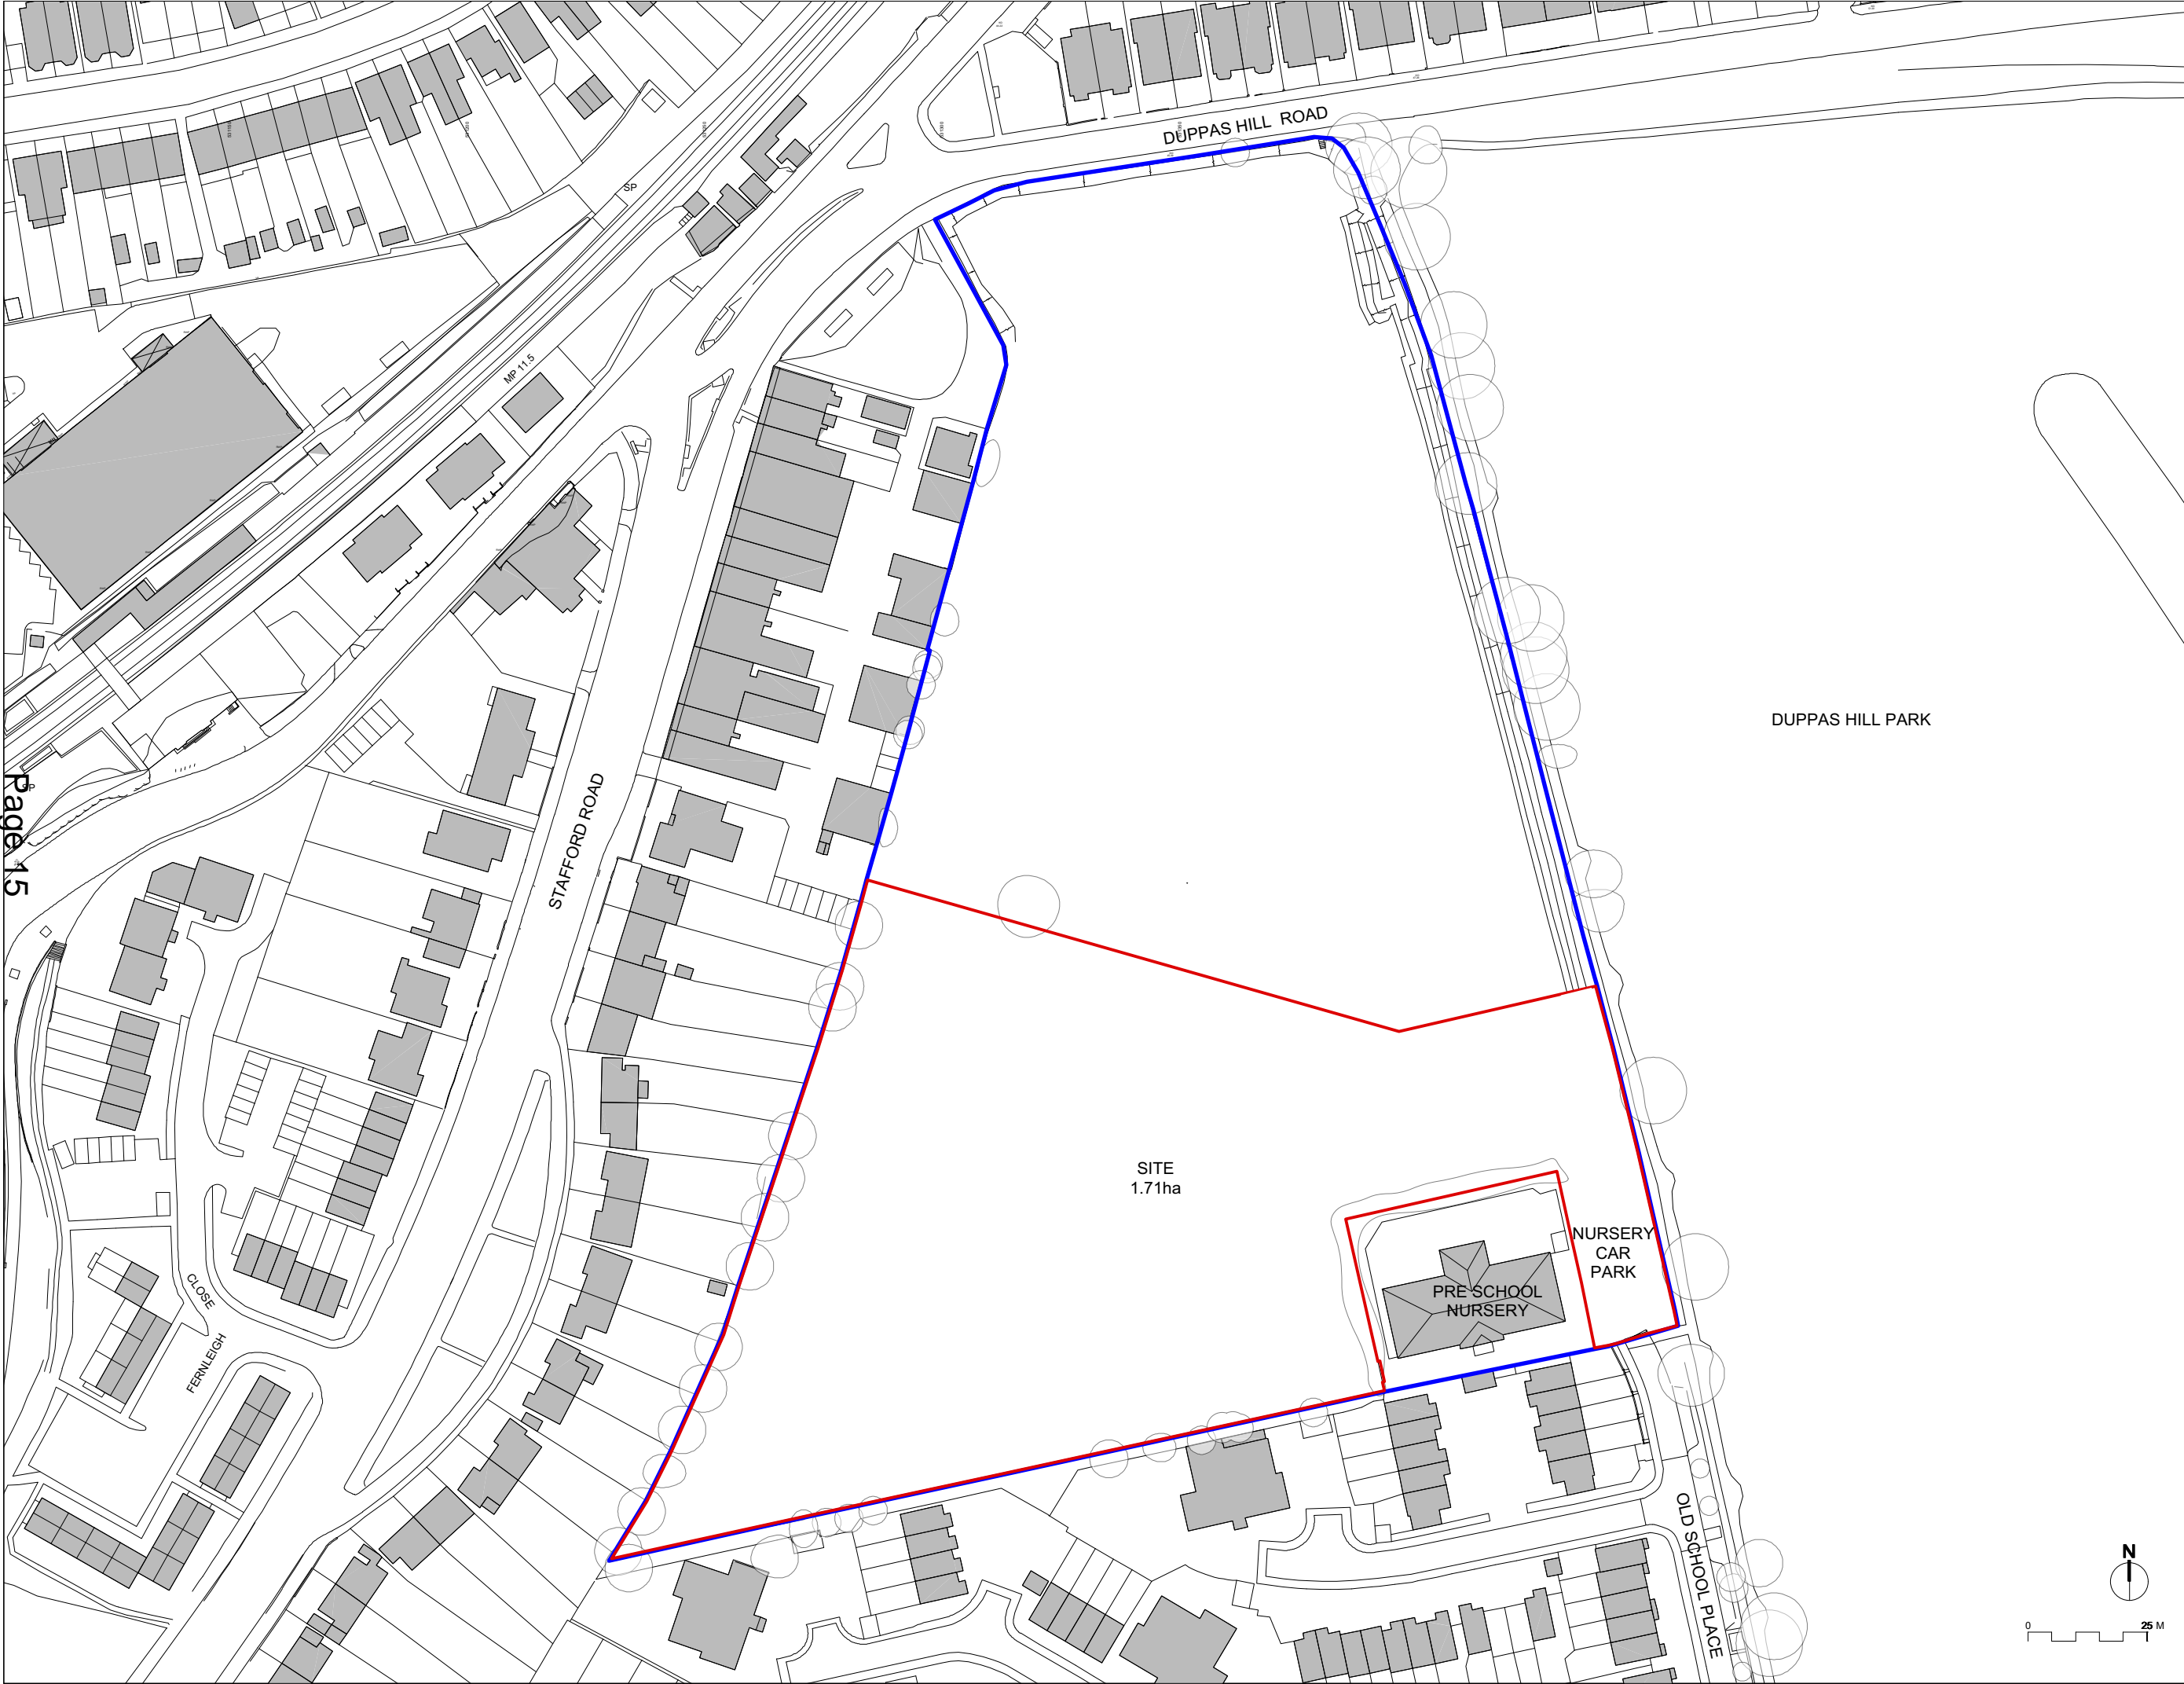 DUPPAS HILL ROAD
SP
MP 11.5
DUPPAS HILL PARK
STAFFORD ROAD
SP
Page 15
SITE
1.71ha
NURSERY
CAR
PARK
PRE SCHOOL
NURSERY
CLOSE
FERNLEIGH
OLD SCHOOL PLACE
N
0
25 M